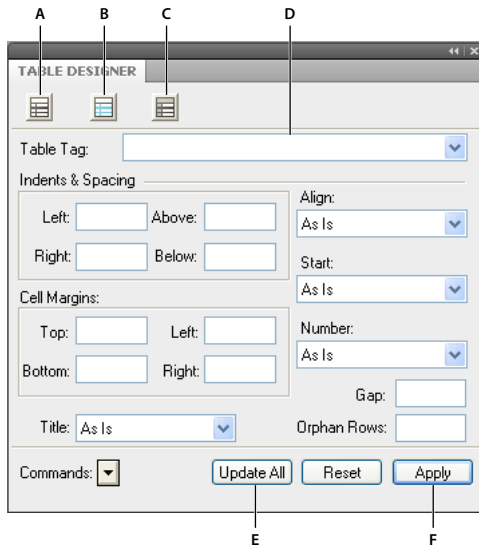 A B C D
TABLE DESIGNER
Table Tag:
Indents & Spacing
Left: Above:
Right: Below:
Align:
As Is
Start:
As Is
Cell Margins:
Top: Left:
Bottom: Right:
Number:
As Is
Gap:
Title: As Is Orphan Rows:
Commands: Update All Reset Apply
E F